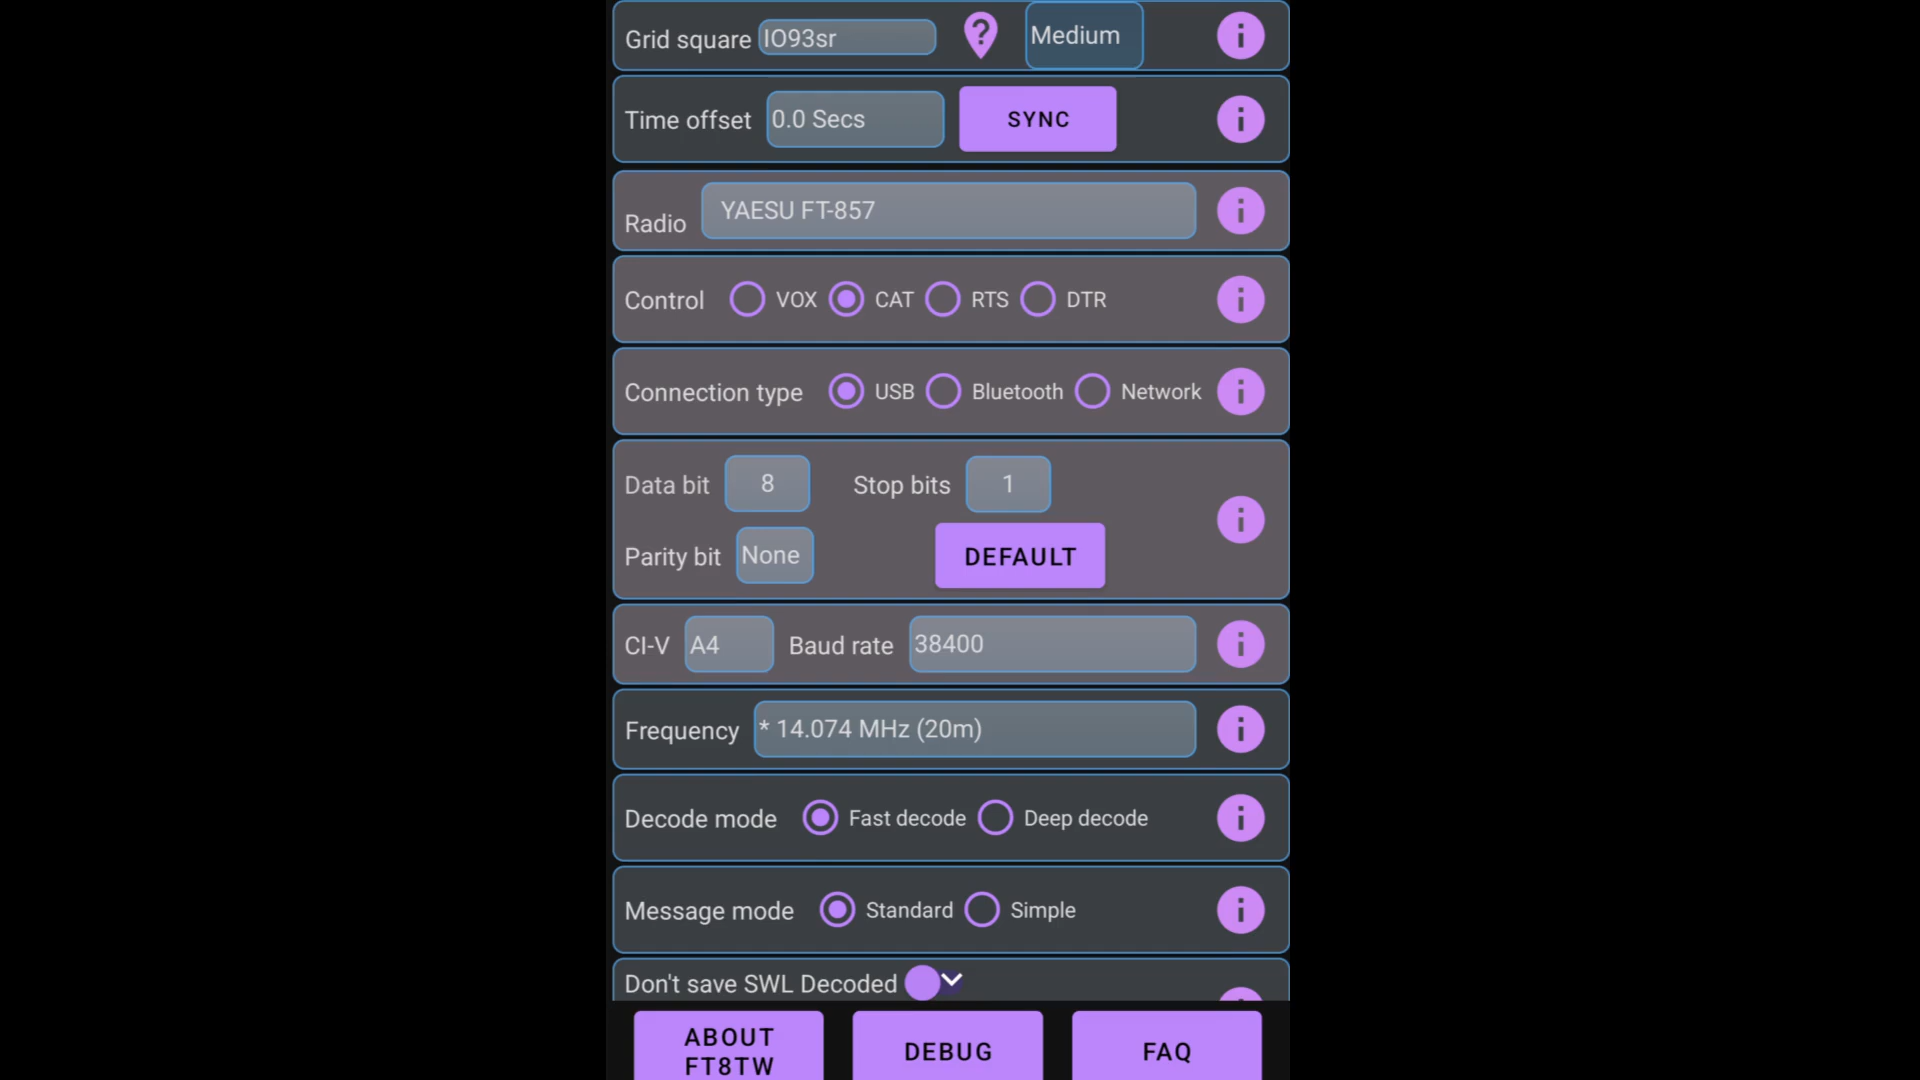 Grid square IO93sr ? Medium i
Time offset 0.0 Secs SYNC i
Radio YAESU FT-857 i
Control VOX CAT RTS DTR i
Connection type USB Bluetooth Network i
Data bit 8 Stop bits 1
i
Parity bit None DEFAULT
CI-V A4 Baud rate 38400 i
Frequency * 14.074 MHz (20m) i
Decode mode Fast decode Deep decode i
Message mode Standard Simple i
Don't save SWL Decoded
ABOUT
FT8TW
DEBUG
FAQ